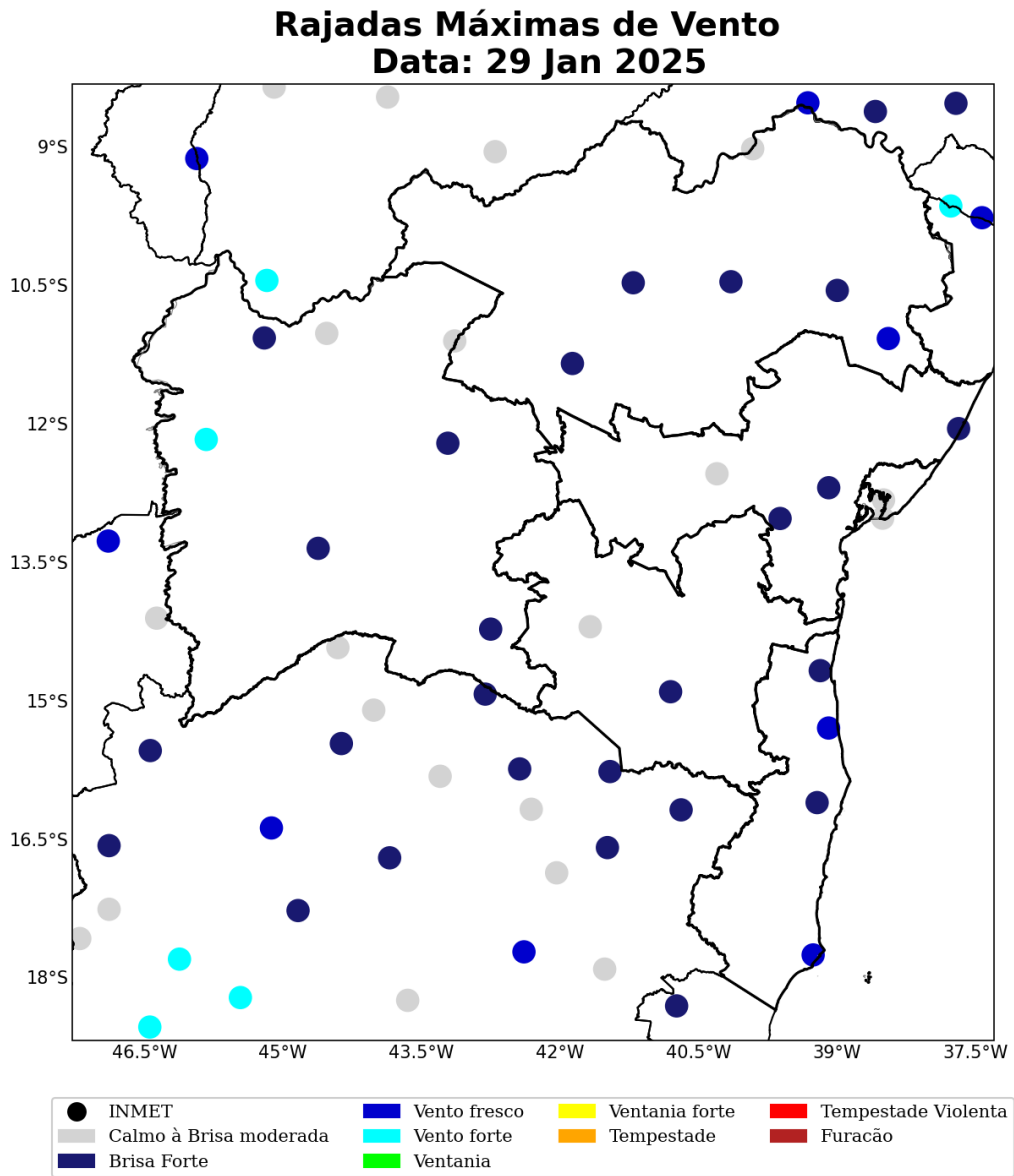 Rajadas Máximas de Vento
Data: 29 Jan 2025
9°S
10.5°S
12°S
13.5°S
15°S
16.5°S
18°S
46.5°W 45°W 43.5°W 42°W 40.5°W 39°W 37.5°W
INMET
Calmo à Brisa moderada
Brisa Forte
Vento fresco
Vento forte
Ventania
Ventania forte
Tempestade
Tempestade Violenta
Furacão